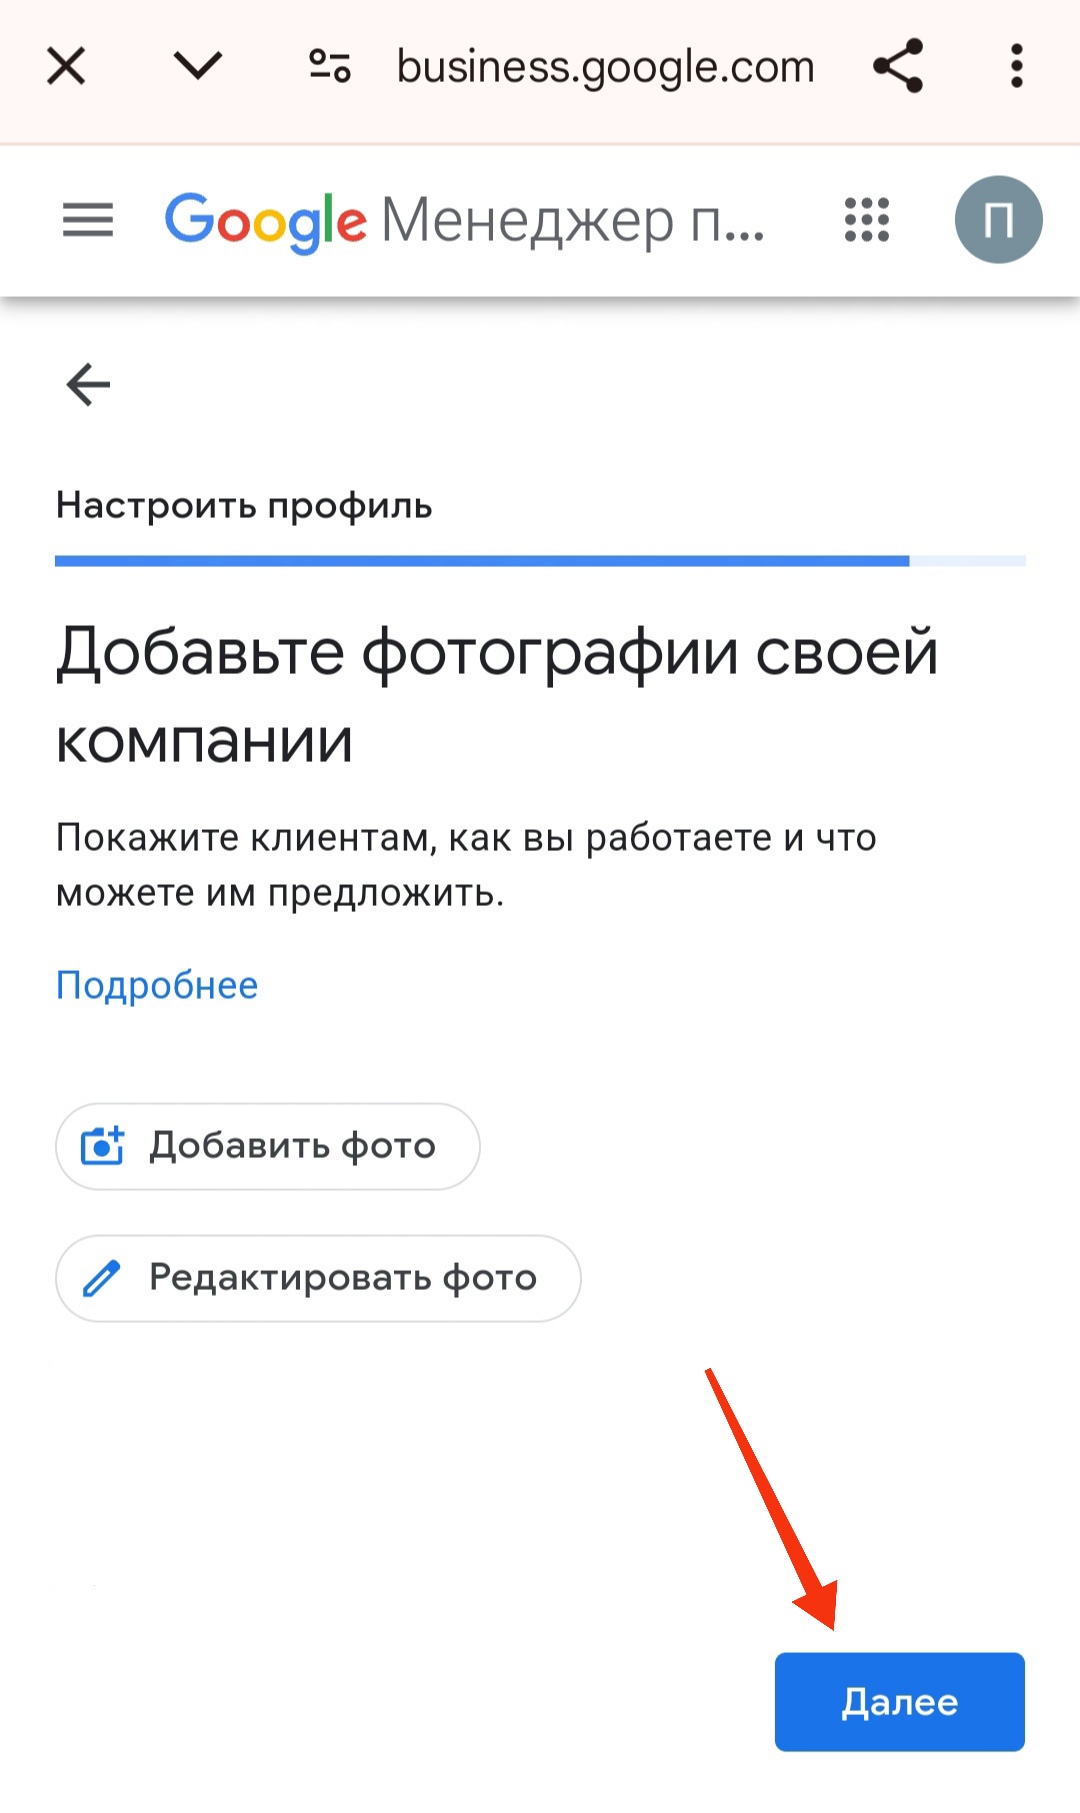 business.google.com
Google Менеджер п...
П
Настроить профиль
Добавьте фотографии своей
компании
Покажите клиентам, как вы работаете и что
можете им предложить.
Подробнее
Добавить фото
Редактировать фото
Далее